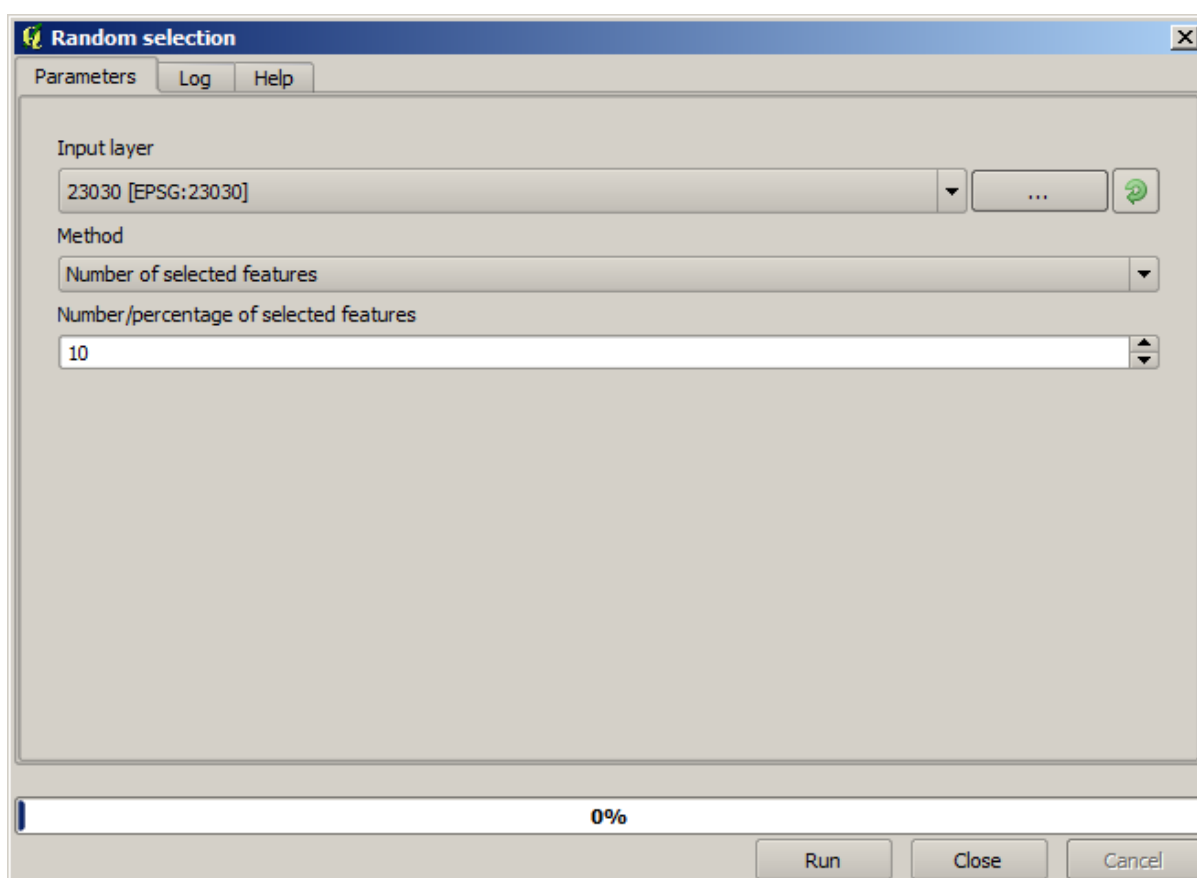 Random selection
Parameters Log Help
Input layer
23030 [EPSG:23030]
...
Method
Number of selected features
Number/percentage of selected features
10
0%
Run Close Cancel